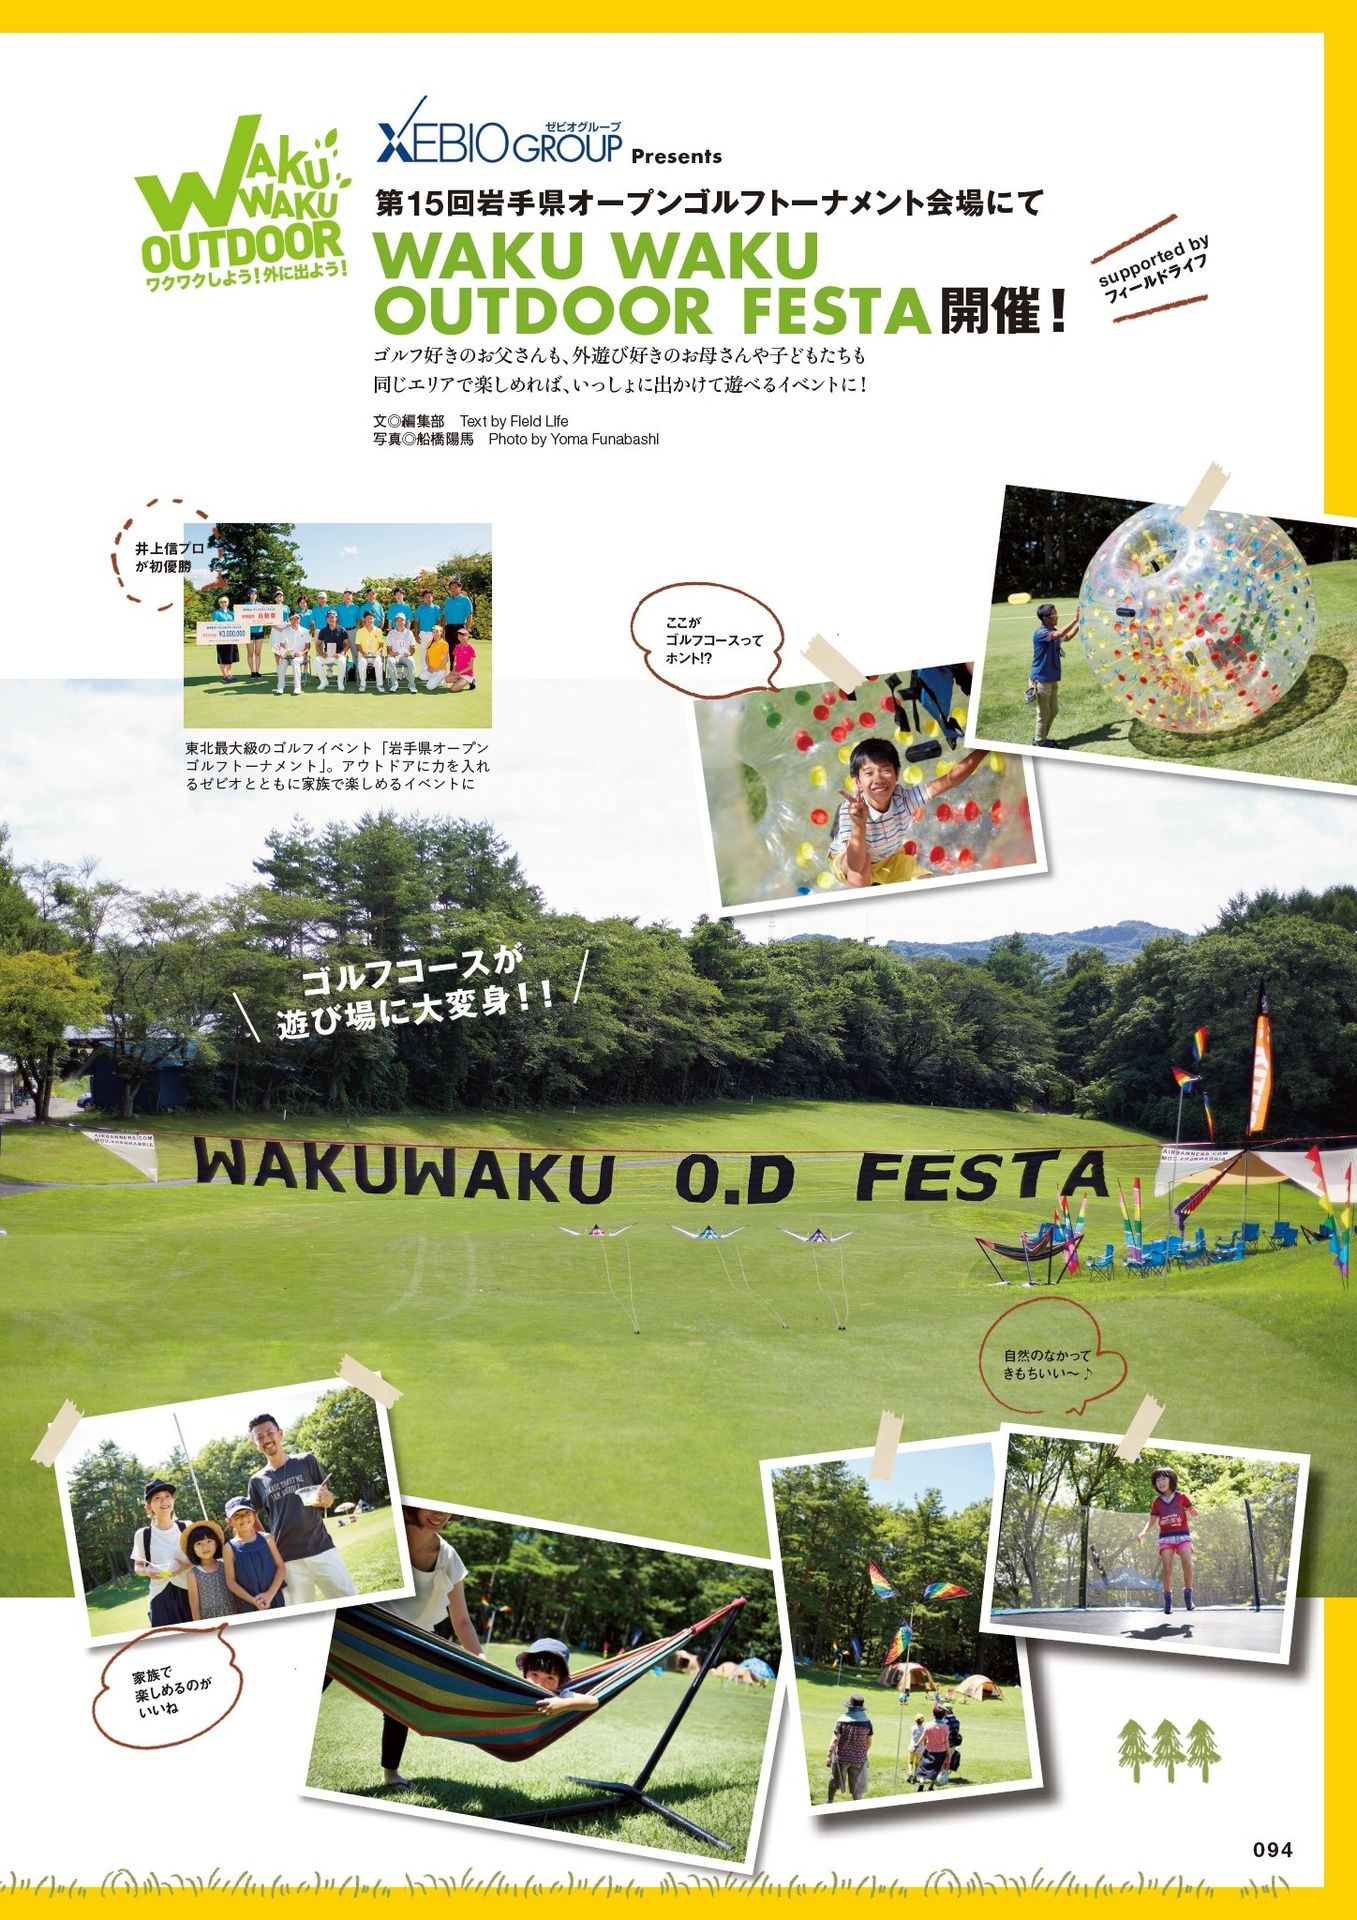 WAKU
WAKU
OUTDOOR
ワクワクしよう!外に出よう!
ゼビオグループ
XEBIO GROUP Presents
第15回岩手県オープンゴルフトーナメント会場にて
WAKU WAKU
OUTDOOR FESTA開催!
supported by
フィールドライフ
ゴルフ好きのお父さんも、外遊び好きのお母さんや子どもたちも
同じエリアで楽しめれば、いっしょに出かけて遊べるイベントに!
文◎編集部 Text by Field Life
写真◎船橋陽馬 Photo by Yoma Funabashi
井上信プロ
が初優勝
¥3,000,000
自動車
東北最大級のゴルフイベント「岩手県オープン
ゴルフトーナメント」。アウトドアに力を入れ
るゼビオとともに家族で楽しめるイベントに
ここが
ゴルフコースって
ホント!?
ゴルフコースが
遊び場に大変身!!
AIRBANNERS.COM
WAKUWAKU O.D FESTA
AIRBANNERS.COM
自然のなかって
きもちいい〜♪
家族で
楽しめるのが
いいね
094